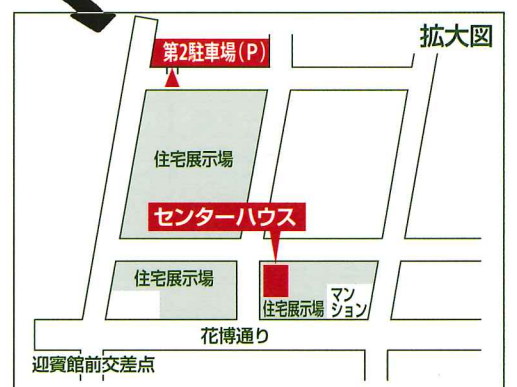 拡大図
第2駐車場(P)
住宅展示場
センターハウス
住宅展示場
住宅展示場
マン
ション
花博通り
迎賓館前交差点